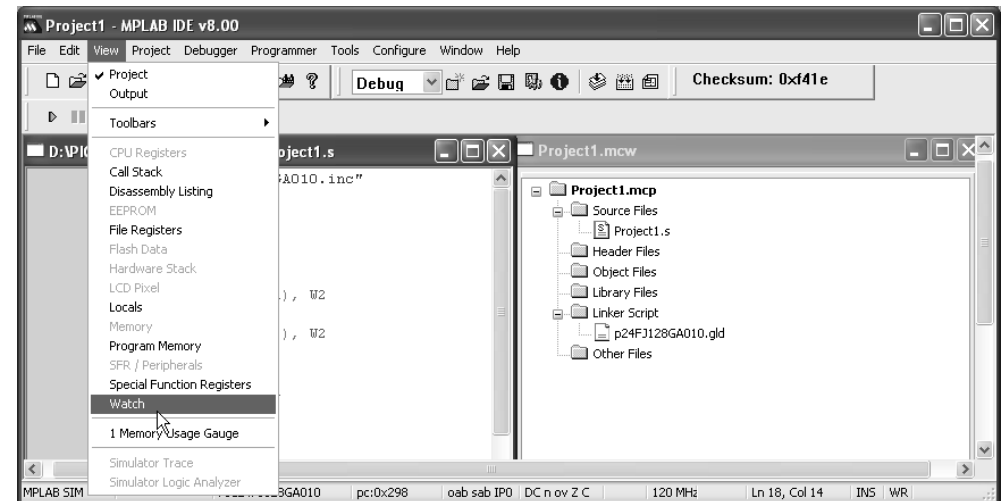 Project1 - MPLAB IDE v8.00
File Edit View Project Debugger Programmer Tools Configure Window Help
Debug Checksum: 0xf41e
Project
Output
Toolbars
CPU Registers
Call Stack
Disassembly Listing
EEPROM
File Registers
Flash Data
Hardware Stack
LCD Pixel
Locals
Memory
Program Memory
SFR / Peripherals
Special Function Registers
Watch
1 Memory Usage Gauge
Simulator Trace
Simulator Logic Analyzer
D:\PIC oject1.s
GA010.inc"
), W2
), W2
Project1.mcw
Project1.mcp
Source Files
Project1.s
Header Files
Object Files
Library Files
Linker Script
p24FJ128GA010.gld
Other Files
MPLAB SIM GA010 pc:0x298 oab sab IP0 DC n ov Z C 120 MHz Ln 18, Col 14 INS WR